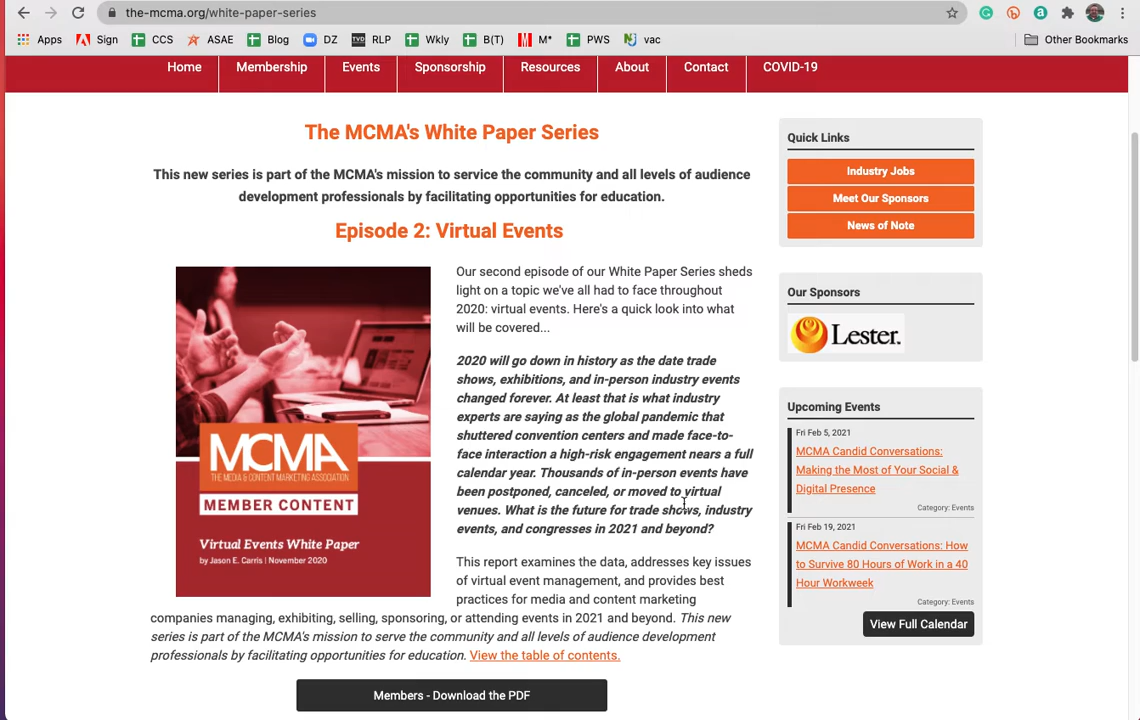 the-mcma.org/white-paper-series
Apps
Sign
CCS
ASAE
Blog
DZ
TVD
RLP
Wkly
B(T)
M*
PWS
vac
Other Bookmarks
Home
Membership
Events
Sponsorship
Resources
About
Contact
COVID-19
The MCMA's White Paper Series
This new series is part of the MCMA's mission to service the community and all levels of audience
development professionals by facilitating opportunities for education.
Episode 2: Virtual Events
MCMA
THE MEDIA & CONTENT MARKETING ASSOCIATION
MEMBER CONTENT
Virtual Events White Paper
by Jason E. Carris | November 2020
Our second episode of our White Paper Series sheds
light on a topic we've all had to face throughout
2020: virtual events. Here's a quick look into what
will be covered...
2020 will go down in history as the date trade
shows, exhibitions, and in-person industry events
changed forever. At least that is what industry
experts are saying as the global pandemic that
shuttered convention centers and made face-to-
face interaction a high-risk engagement nears a full
calendar year. Thousands of in-person events have
been postponed, canceled, or moved to virtual
venues. What is the future for trade shows, industry
events, and congresses in 2021 and beyond?
This report examines the data, addresses key issues
of virtual event management, and provides best
practices for media and content marketing
companies managing, exhibiting, selling, sponsoring, or attending events in 2021 and beyond. This new
series is part of the MCMA's mission to serve the community and all levels of audience development
professionals by facilitating opportunities for education. View the table of contents.
Members - Download the PDF
Quick Links
Industry Jobs
Meet Our Sponsors
News of Note
Our Sponsors
Lester.
Upcoming Events
Fri Feb 5, 2021
MCMA Candid Conversations:
Making the Most of Your Social &
Digital Presence
Category: Events
Fri Feb 19, 2021
MCMA Candid Conversations: How
to Survive 80 Hours of Work in a 40
Hour Workweek
Category: Events
View Full Calendar